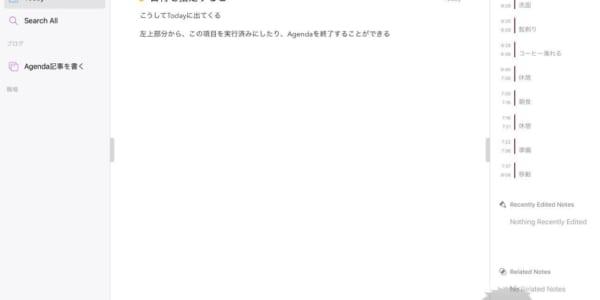 Search All
ブログ
Agenda記事を書く
職場
こうしてTodayに出てくる
左上部分から、この項目を実行済みにしたり、Agendaを終了することができる
洗面
髭剃り
コーヒー淹れる
休憩
朝食
休憩
準備
移動
Recently Edited Notes
Nothing Recently Edited
Related Notes
No Related Notes